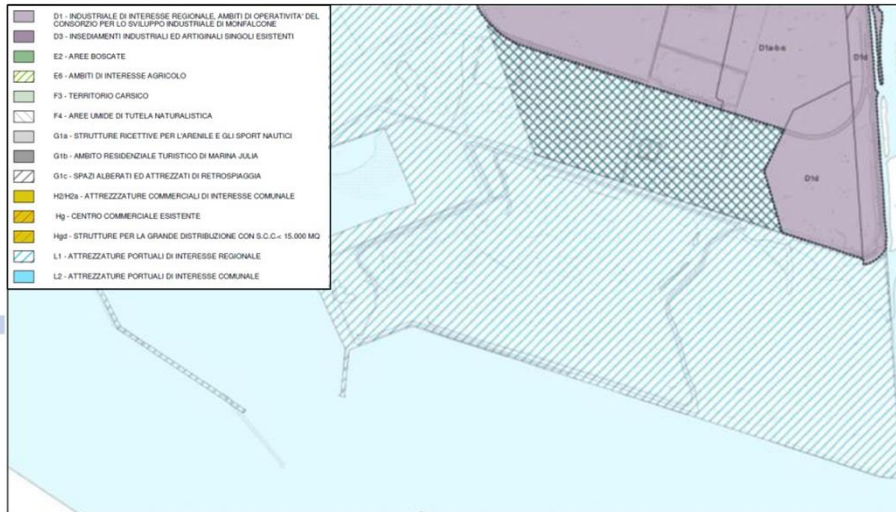 D1 - INDUSTRIALE DI INTERESSE REGIONALE, AMBITI DI OPERATIVITA' DEL
CONSORZIO PER LO SVILUPPO INDUSTRIALE DI MONFALCONE
D3 - INSEDIAMENTI INDUSTRIALI ED ARTIGINALI SINGOLI ESISTENTI
E2 - AREE BOSCATE
E6 - AMBITI DI INTERESSE AGRICOLO
F3 - TERRITORIO CARSICO
F4 - AREE UMIDE DI TUTELA NATURALISTICA
G1a - STRUTTURE RICETTIVE PER L'ARENILE E GLI SPORT NAUTICI
G1b - AMBITO RESIDENZIALE TURISTICO DI MARINA JULIA
G1c - SPAZI ALBERATI ED ATTREZZATI DI RETROSPIAGGIA
H2/H2a - ATTREZZZATURE COMMERCIALI DI INTERESSE COMUNALE
Hg - CENTRO COMMERCIALE ESISTENTE
Hgd - STRUTTURE PER LA GRANDE DISTRIBUZIONE CON S.C.C.< 15.000 MQ
L1 - ATTREZZATURE PORTUALI DI INTERESSE REGIONALE
L2 - ATTREZZATURE PORTUALI DI INTERESSE COMUNALE
D1d
D1d